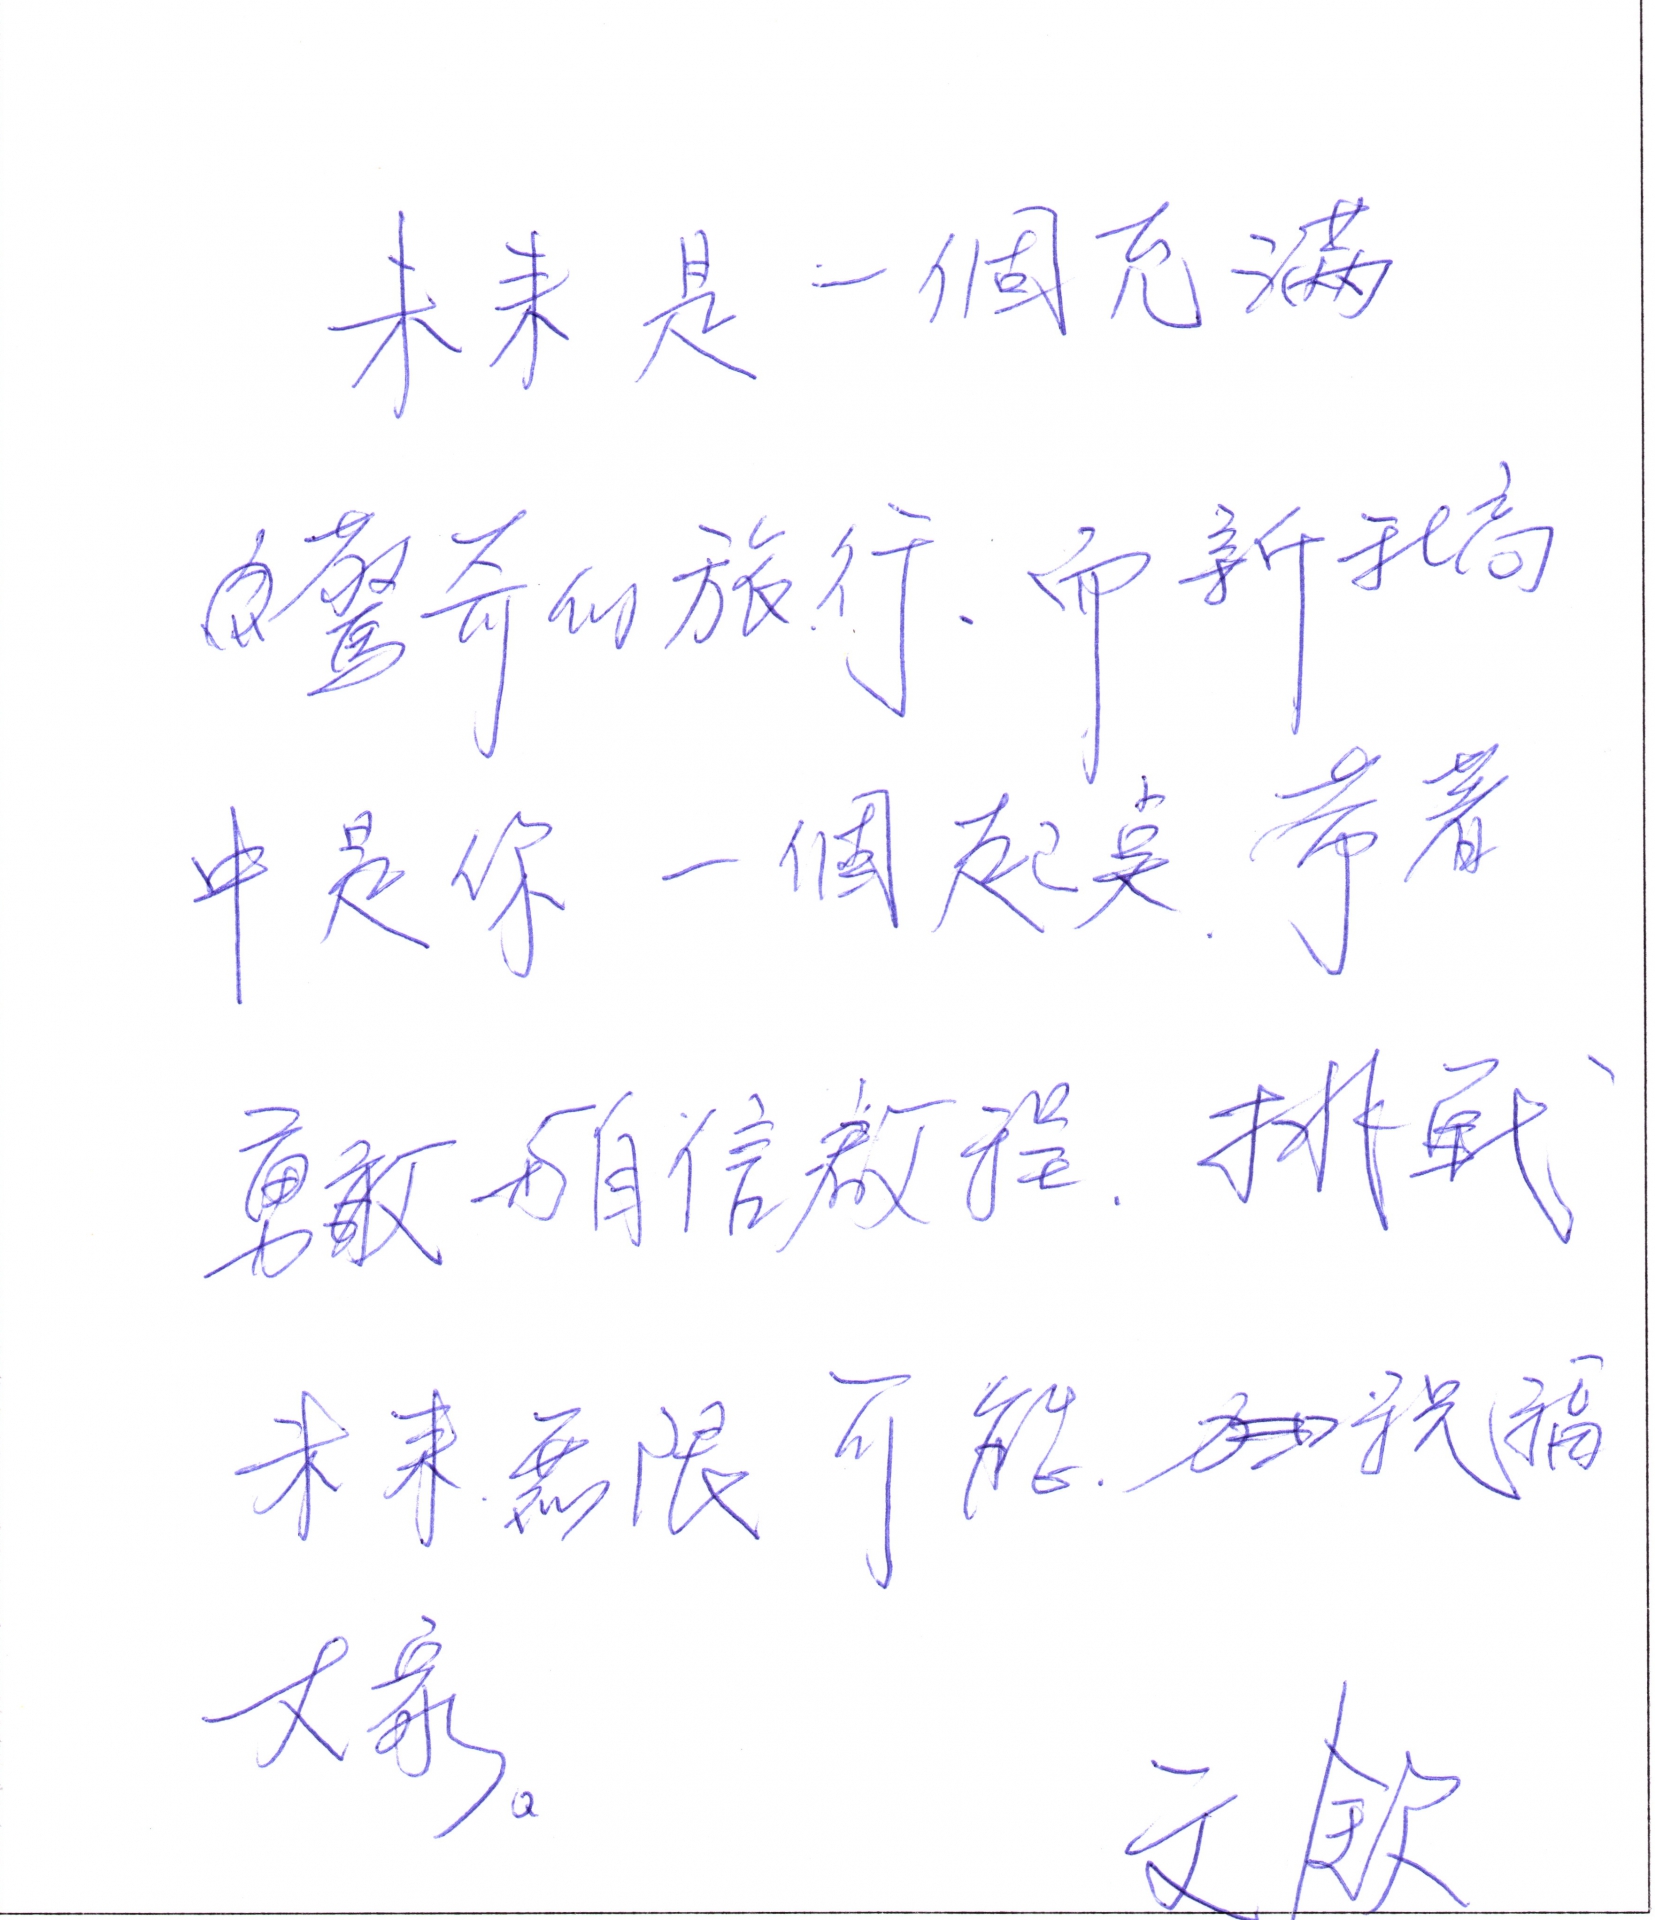 未來是一個充滿
驚奇的旅行、而新北高
中是你一個起點.帶著
勇敢与自信啟程.挑戰
未來無限可能.祝福
大家。
文欽